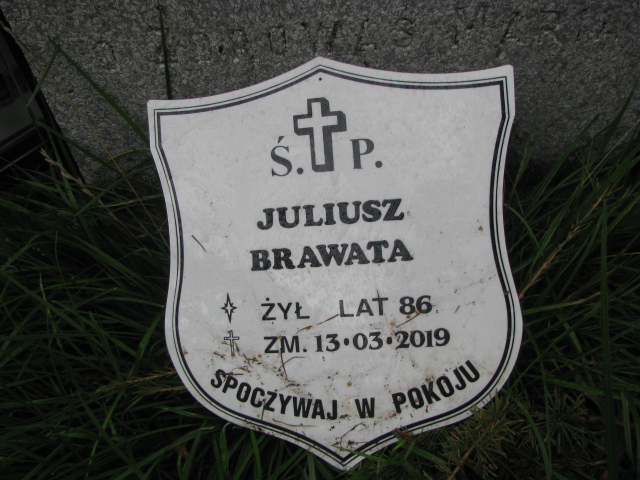 Ś. P.
JULIUSZ
BRAWATA
ŻYŁ LAT 86
ZM. 13·03·2019
SPOCZYWAJ W POKOJU